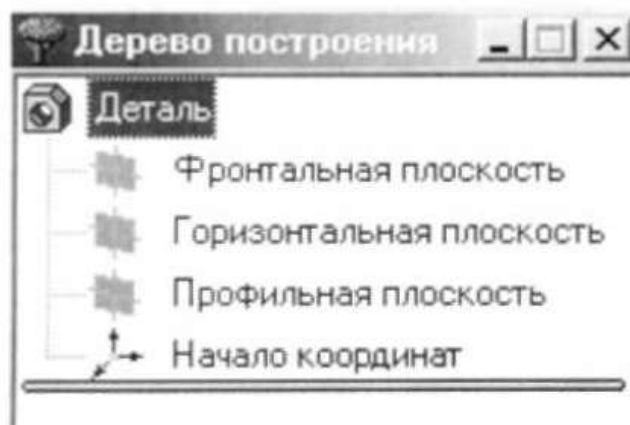 Дерево построения
Деталь
Фронтальная плоскость
Горизонтальная плоскость
Профильная плоскость
Начало координат